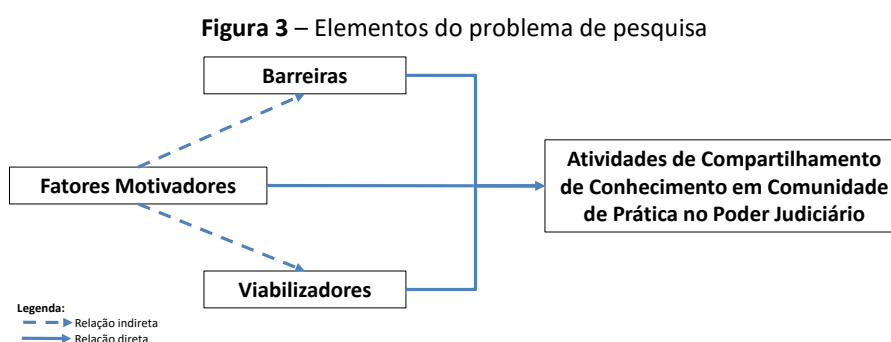 Figura 3 – Elementos do problema de pesquisa
Barreiras
Fatores Motivadores
Atividades de Compartilhamento
de Conhecimento em Comunidade
de Prática no Poder Judiciário
Viabilizadores
Legenda:
Relação indireta
Relação direta